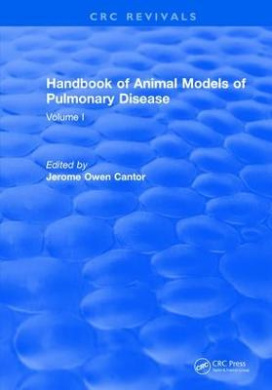 CRC REVIVALS
Handbook of Animal Models of
Pulmonary Disease
Volume I
Edited by
Jerome Owen Cantor
CRC Press